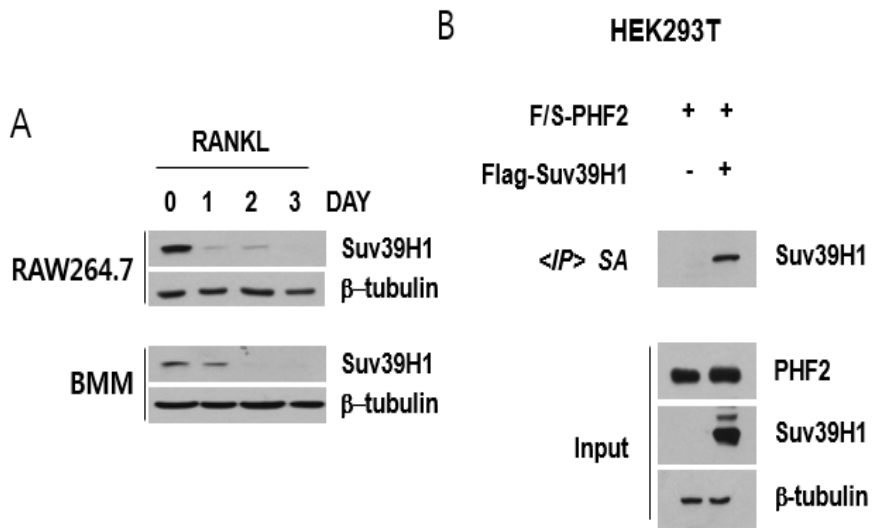 A
RANKL
0 1 2 3 DAY
RAW264.7
Suv39H1
β–tubulin
BMM
Suv39H1
β–tubulin
B
HEK293T
F/S-PHF2 + +
Flag-Suv39H1 - +
<IP> SA Suv39H1
Input
PHF2
Suv39H1
β-tubulin